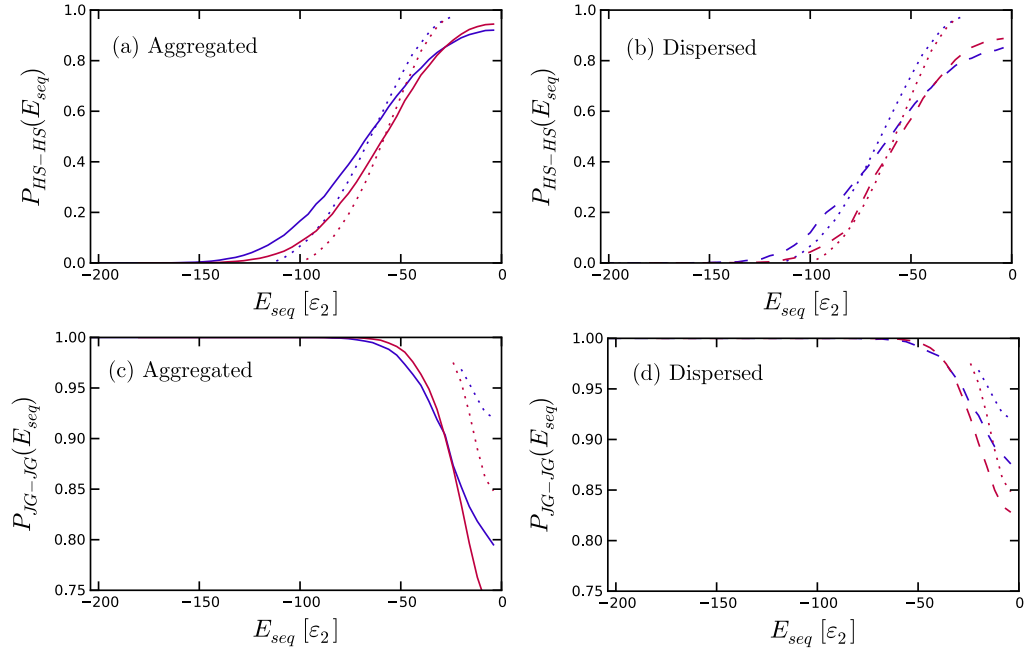 (a) Aggregated
P_{HS−HS}(E_{seq})
1.0
0.8
0.6
0.4
0.2
0.0
−200 −150 −100 −50 0
E_{seq} [ε_2]
(b) Dispersed
P_{HS−HS}(E_{seq})
1.0
0.8
0.6
0.4
0.2
0.0
−200 −150 −100 −50 0
E_{seq} [ε_2]
(c) Aggregated
P_{JG−JG}(E_{seq})
1.00
0.95
0.90
0.85
0.80
0.75
−200 −150 −100 −50 0
E_{seq} [ε_2]
(d) Dispersed
P_{JG−JG}(E_{seq})
1.00
0.95
0.90
0.85
0.80
0.75
−200 −150 −100 −50 0
E_{seq} [ε_2]